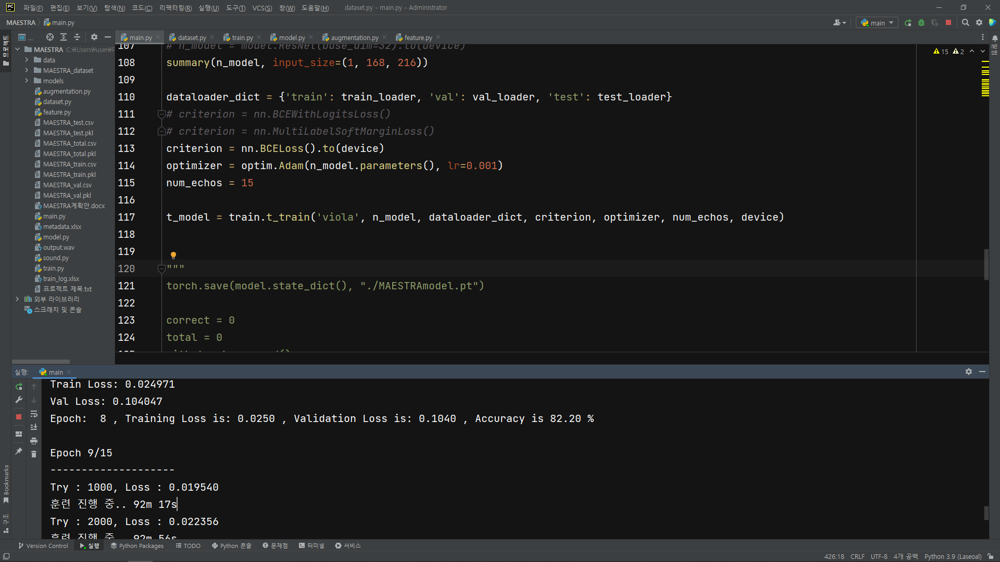 PC 파일(F) 편집(E) 보기(V) 탐색(N) 코드(C) 리팩터링(R) 실행(U) 도구(T) VCS(S) 창(W) 도움말(H) dataset.py - main.py - Administrator
MAESTRA main.py
main
프로젝트
... main.py dataset.py train.py model.py augmentation.py feature.py
알림
MAESTRA C:\Users\user\P
data
MAESTRA_dataset
models
augmentation.py
dataset.py
feature.py
MAESTRA_test.csv
MAESTRA_test.pkl
MAESTRA_total.csv
MAESTRA_total.pkl
MAESTRA_train.csv
MAESTRA_train.pkl
MAESTRA_val.csv
MAESTRA_val.pkl
MAESTRA계획안.docx
main.py
metadata.xlsx
model.py
output.wav
sound.py
train.py
train_log.xlsx
프로젝트 제목.txt
외부 라이브러리
스크래치 및 콘솔
15 2
107 # n_model = model.ResNet(base_dim=32).to(device)
108 summary(n_model, input_size=(1, 168, 216))
109
110 dataloader_dict = {'train': train_loader, 'val': val_loader, 'test': test_loader}
111 # criterion = nn.BCEWithLogitsLoss()
112 # criterion = nn.MultiLabelSoftMarginLoss()
113 criterion = nn.BCELoss().to(device)
114 optimizer = optim.Adam(n_model.parameters(), lr=0.001)
115 num_echos = 15
116
117 t_model = train.t_train('viola', n_model, dataloader_dict, criterion, optimizer, num_echos, device)
118
119
120 """
121 torch.save(model.state_dict(), "./MAESTRAmodel.pt")
122
123 correct = 0
124 total = 0
실행: main
Train Loss: 0.024971
Val Loss: 0.104047
Epoch:  8 , Training Loss is: 0.0250 , Validation Loss is: 0.1040 , Accuracy is 82.20 %
Epoch 9/15
--------------------
Try : 1000, Loss : 0.019540
훈련 진행 중.. 92m 17s
Try : 2000, Loss : 0.022356
훈련 진행 중.. 92m 56s
Bookmarks
구조
Version Control 실행 Python Packages TODO Python 콘솔 문제점 터미널 서비스
426:18 CRLF UTF-8 4개 공백 Python 3.9 (Laseoal)